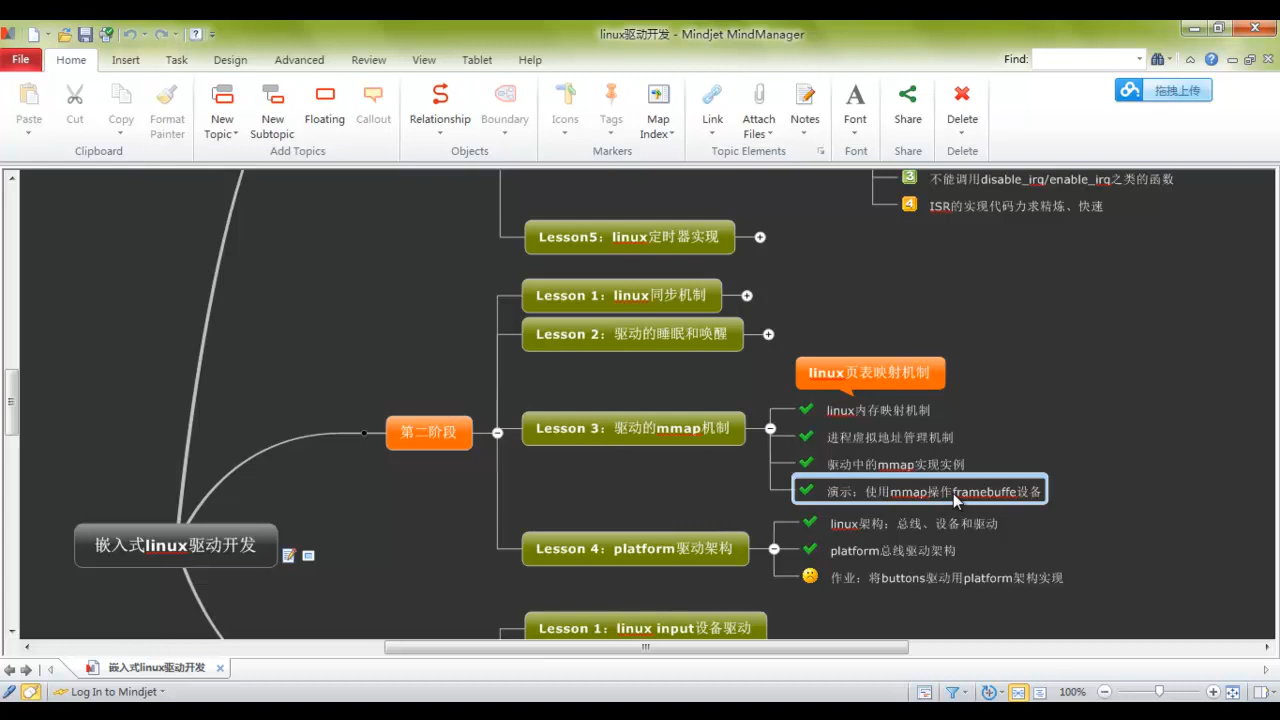 linux驱动开发 - Mindjet MindManager
File Home Insert Task Design Advanced Review View Tablet Help Find:
拖拽上传
Paste Cut Copy Format Painter
New Topic New Subtopic Floating Callout
Relationship Boundary
Icons Tags Map Index
Link Attach Files Notes
Font Share Delete
Clipboard Add Topics Objects Markers Topic Elements Font Share Delete
3 不能调用disable_irq/enable_irq之类的函数
4 ISR的实现代码力求精炼、快速
Lesson5：linux定时器实现
Lesson 1：linux同步机制
Lesson 2：驱动的睡眠和唤醒
linux页表映射机制
linux内存映射机制
进程虚拟地址管理机制
Lesson 3：驱动的mmap机制
第二阶段
驱动中的mmap实现实例
演示：使用mmap操作framebuffe设备
linux架构：总线、设备和驱动
嵌入式linux驱动开发
Lesson 4：platform驱动架构
platform总线驱动架构
作业：将buttons驱动用platform架构实现
Lesson 1：linux input设备驱动
嵌入式linux驱动开发
Log In to Mindjet
100%